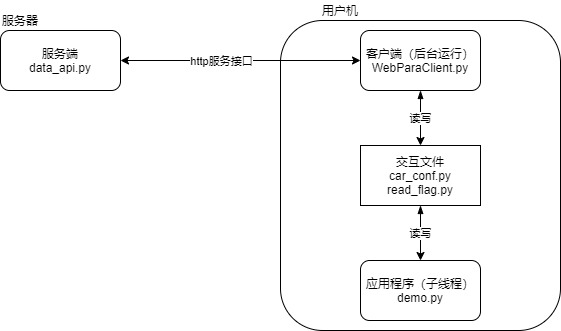 服务器
用户机
服务端
data_api.py
http服务接口
客户端（后台运行）
WebParaClient.py
读写
交互文件
car_conf.py
read_flag.py
读写
应用程序（子线程）
demo.py